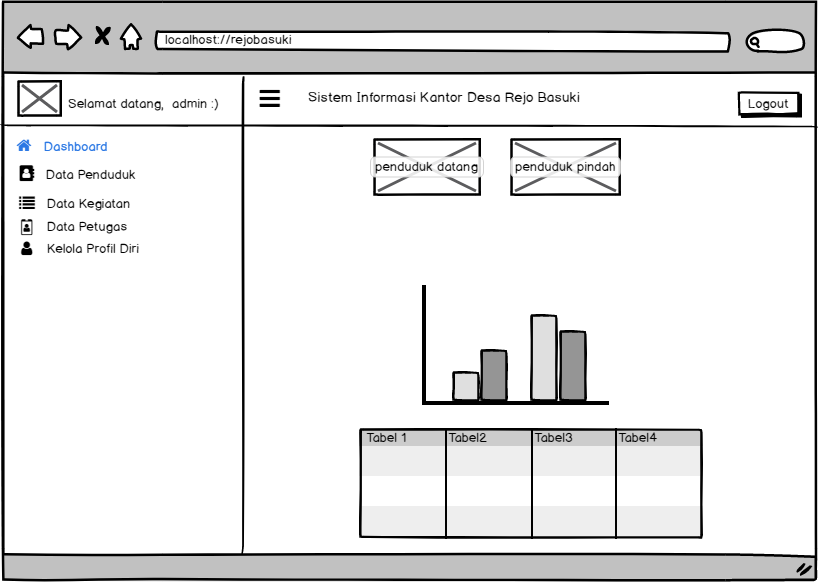 localhost://rejobasuki
Selamat datang, admin :)
Sistem Informasi Kantor Desa Rejo Basuki
Logout
Dashboard
Data Penduduk
Data Kegiatan
Data Petugas
Kelola Profil Diri
penduduk datang
penduduk pindah
Tabel 1 Tabel2 Tabel3 Tabel4